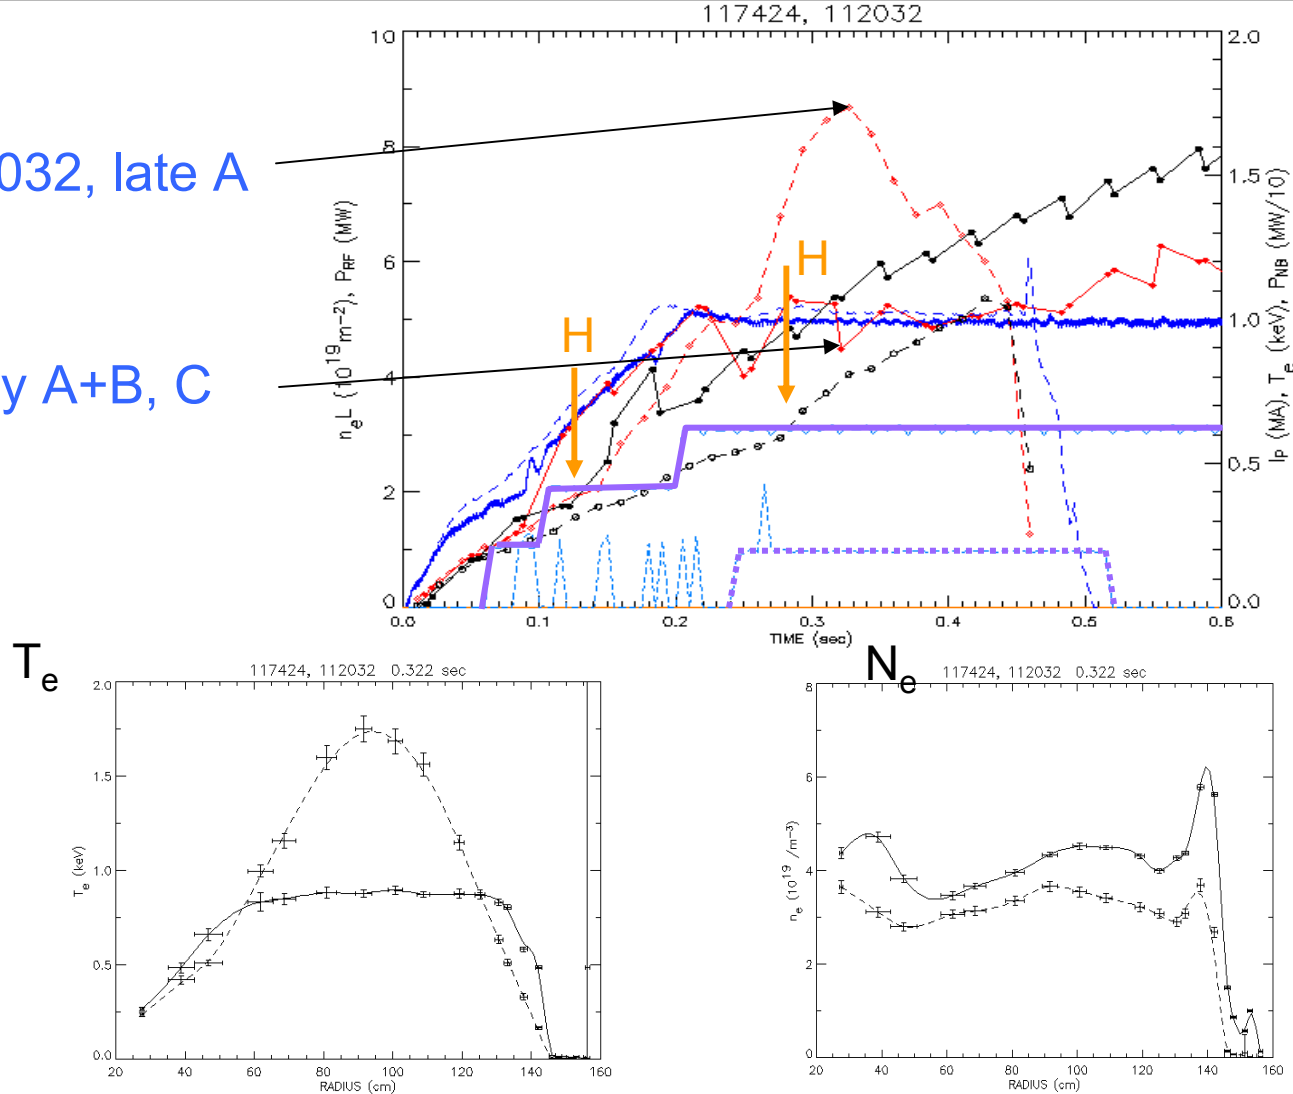 117424, 112032
10
8
6
4
2
0
2.0
1.5
1.0
0.5
0.0
n_eL (10^19 m^-2), P_RF (MW)
I_P (MA), T_e (keV), P_NB (MW/10)
032, late A
y A+B, C
H
H
0.0 0.1 0.2 0.3 0.4 0.5 0.6
TIME (sec)
T_e
117424, 112032 0.322 sec
2.0
1.5
1.0
0.5
0.0
T_e (keV)
20 40 60 80 100 120 140 160
RADIUS (cm)
N_e
117424, 112032 0.322 sec
8
6
4
2
0
n_e (10^19 /m^-3)
20 40 60 80 100 120 140 160
RADIUS (cm)